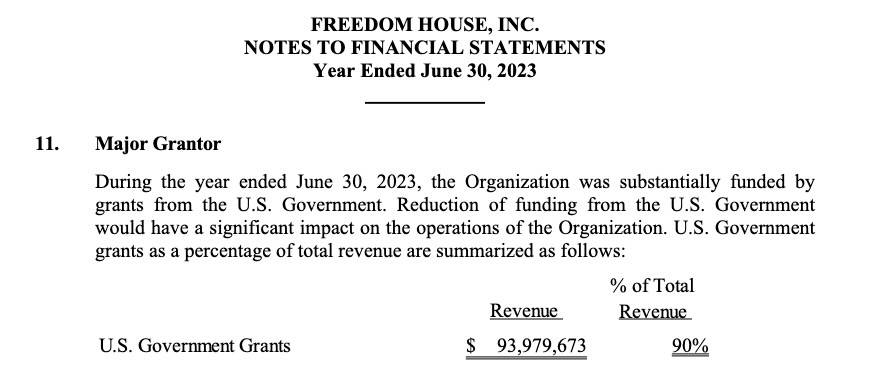 FREEDOM HOUSE, INC.
NOTES TO FINANCIAL STATEMENTS
Year Ended June 30, 2023
11. Major Grantor
During the year ended June 30, 2023, the Organization was substantially funded by
grants from the U.S. Government. Reduction of funding from the U.S. Government
would have a significant impact on the operations of the Organization. U.S. Government
grants as a percentage of total revenue are summarized as follows:
% of Total
Revenue Revenue
U.S. Government Grants $ 93,979,673 90%